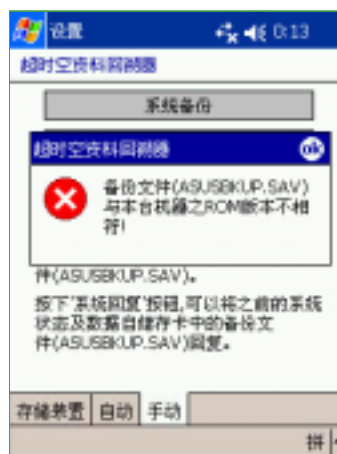 设置 0:13
超时空资料回溯器
系统备份
超时空资料回溯器 ok
备份文件(ASUSBKUP.SAV)
与本台机器之ROM版本不相
符!
件(ASUSBKUP.SAV)。
按下'系统回复'按钮,可以将之前的系统
状态及数据自储存卡中的备份文
件(ASUSBKUP.SAV)回复。
存储装置 自动 手动
拼